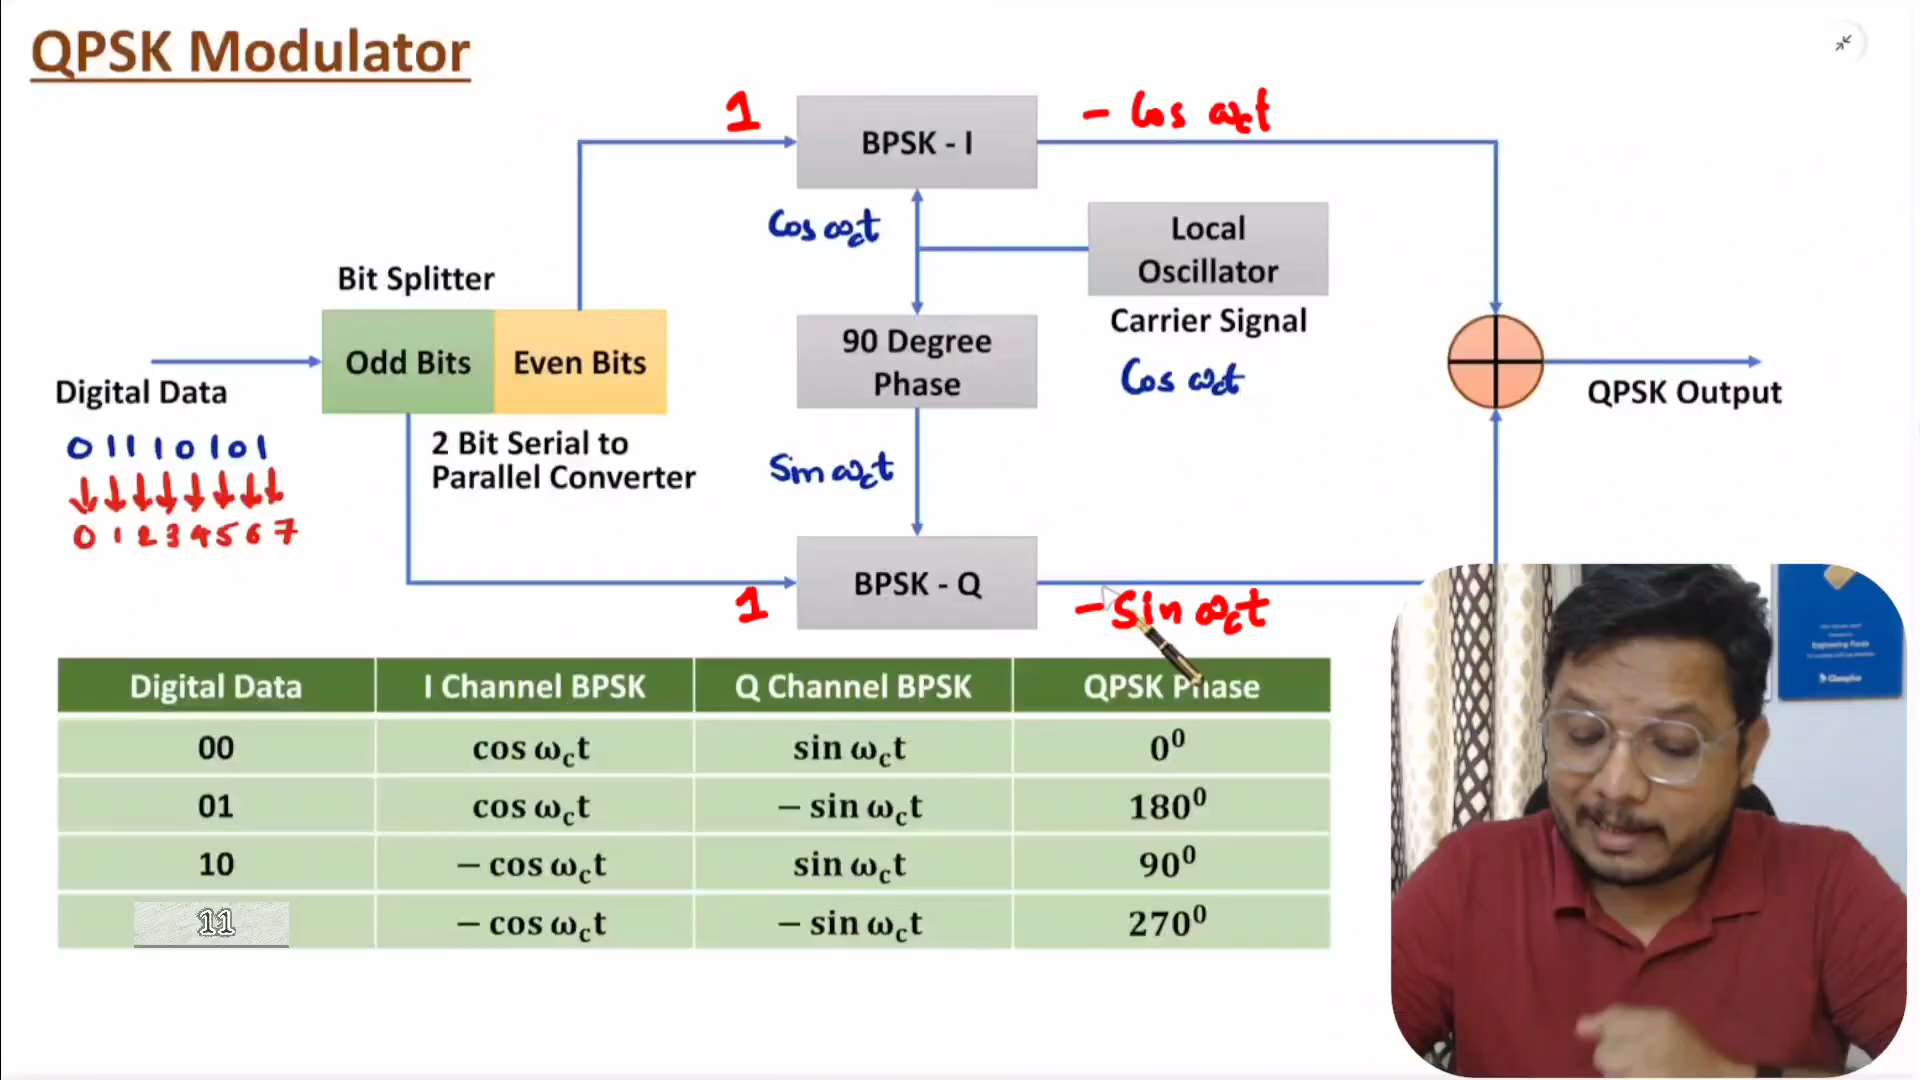 QPSK Modulator
1
BPSK - I
- Cos ωct
Cos ωct
Local
Oscillator
Bit Splitter
Carrier Signal
90 Degree
Phase
Odd Bits
Even Bits
Cos ωct
Digital Data
QPSK Output
0 1 1 1 0 1 0 1
2 Bit Serial to
Parallel Converter
Sin ωct
0 1 2 3 4 5 6 7
1
BPSK - Q
- Sin ωct
Digital Data I Channel BPSK Q Channel BPSK QPSK Phase
00 cos ωct sin ωct 0⁰
01 cos ωct − sin ωct 180⁰
10 − cos ωct sin ωct 90⁰
11 − cos ωct − sin ωct 270⁰
Engineering Funda
Classplus